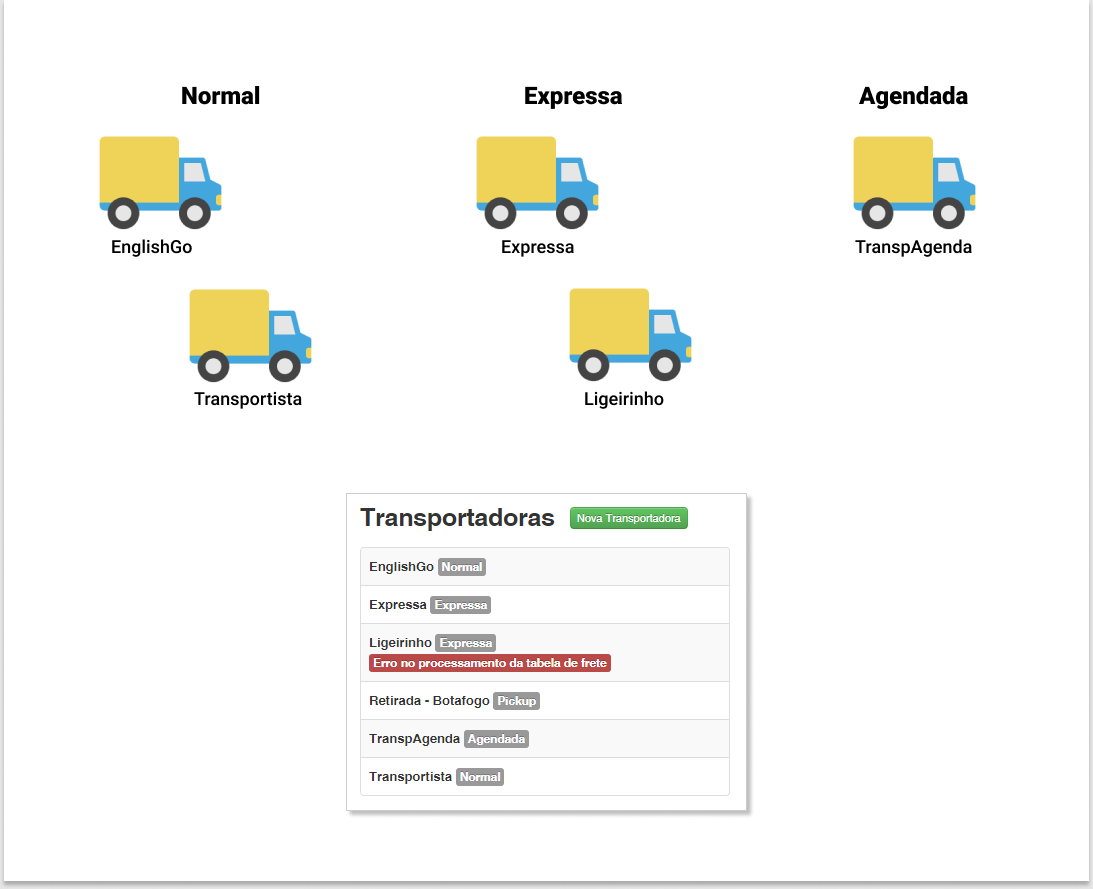 Normal
Expressa
Agendada
EnglishGo
Expressa
TranspAgenda
Transportista
Ligeirinho
Transportadoras
Nova Transportadora
EnglishGo Normal
Expressa Expressa
Ligeirinho Expressa
Erro no processamento da tabela de frete
Retirada - Botafogo Pickup
TranspAgenda Agendada
Transportista Normal